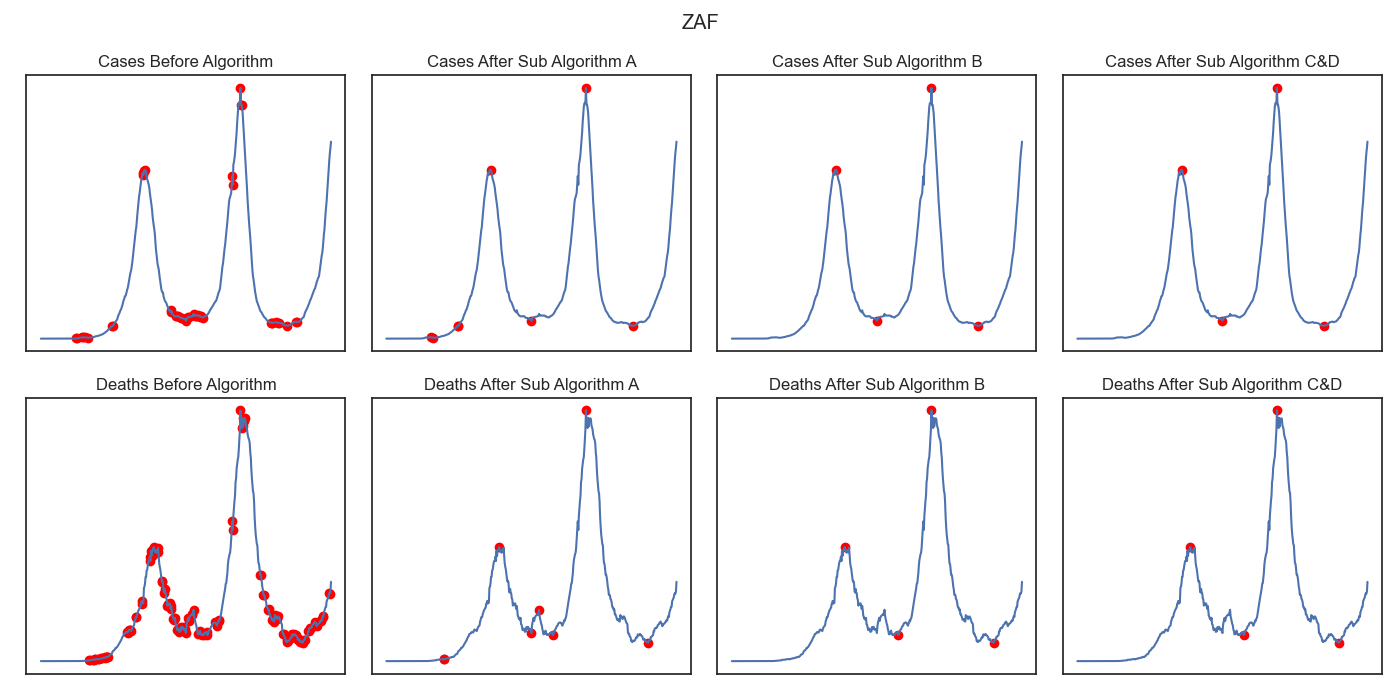 ZAF
Cases Before Algorithm
Cases After Sub Algorithm A
Cases After Sub Algorithm B
Cases After Sub Algorithm C&D
Deaths Before Algorithm
Deaths After Sub Algorithm A
Deaths After Sub Algorithm B
Deaths After Sub Algorithm C&D